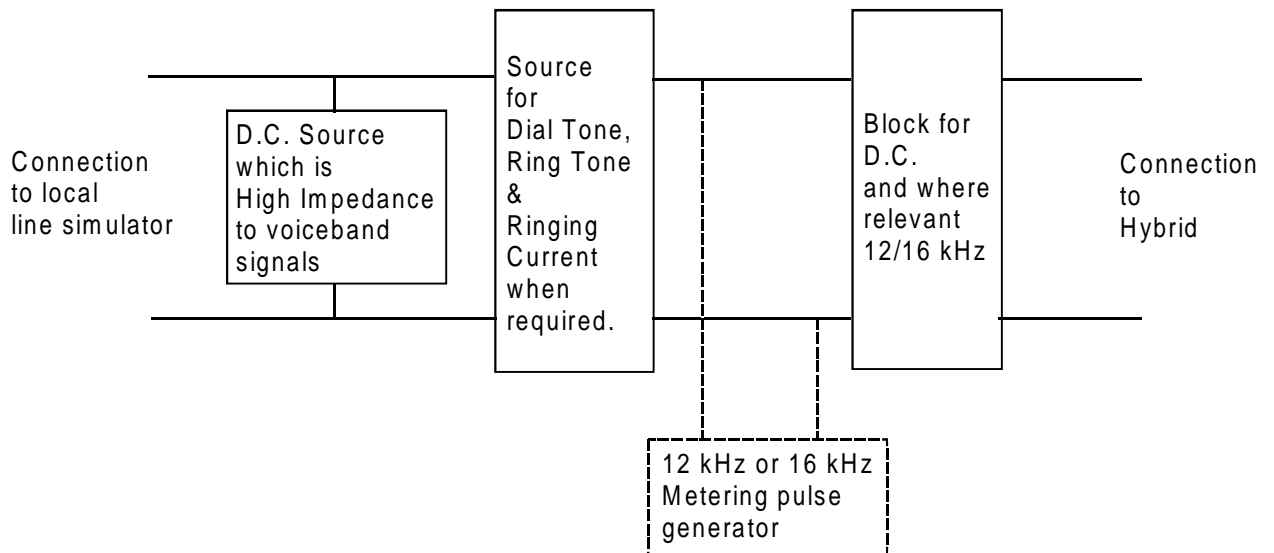 Connection
to local
line simulator
D.C. Source
which is
High Impedance
to voiceband
signals
Source
for
Dial Tone,
Ring Tone
&
Ringing
Current
when
required.
Block for
D.C.
and where
relevant
12/16 kHz
Connection
to
Hybrid
12 kHz or 16 kHz
Metering pulse
generator